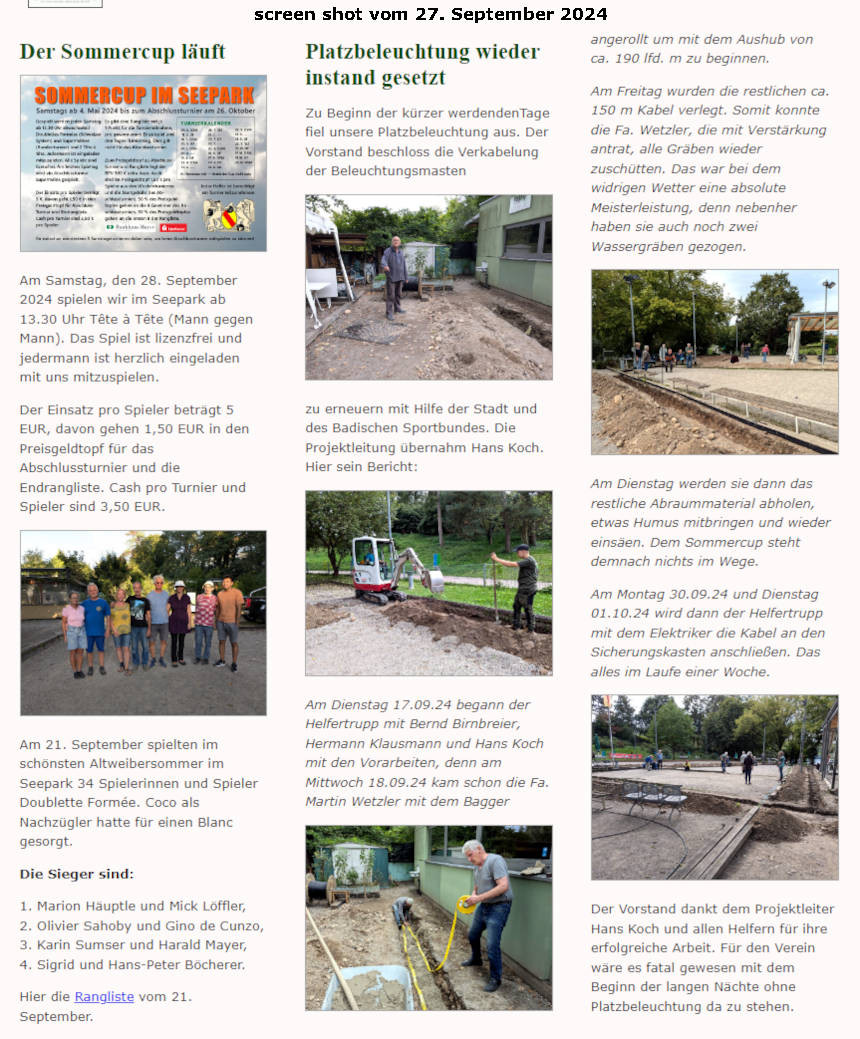 screen shot vom 27. September 2024
Der Sommercup läuft
SOMMERCUP IM SEEPARK
Samstags ab 4. Mai 2024 bis zum Abschlussturnier am 26. Oktober
TURNIERKALENDER
Am Samstag, den 28. September
2024 spielen wir im Seepark ab
13.30 Uhr Tête à Tête (Mann gegen
Mann). Das Spiel ist lizenzfrei und
jedermann ist herzlich eingeladen
mit uns mitzuspielen.
Der Einsatz pro Spieler beträgt 5
EUR, davon gehen 1,50 EUR in den
Preisgeldtopf für das
Abschlussturnier und die
Endrangliste. Cash pro Turnier und
Spieler sind 3,50 EUR.
Am 21. September spielten im
schönsten Altweibersommer im
Seepark 34 Spielerinnen und Spieler
Doublette Formée. Coco als
Nachzügler hatte für einen Blanc
gesorgt.
Die Sieger sind:
1. Marion Häuptle und Mick Löffler,
2. Olivier Sahoby und Gino de Cunzo,
3. Karin Sumser und Harald Mayer,
4. Sigrid und Hans-Peter Böcherer.
Hier die Rangliste vom 21.
September.
Platzbeleuchtung wieder
instand gesetzt
Zu Beginn der kürzer werdendenTage
fiel unsere Platzbeleuchtung aus. Der
Vorstand beschloss die Verkabelung
der Beleuchtungsmasten
zu erneuern mit Hilfe der Stadt und
des Badischen Sportbundes. Die
Projektleitung übernahm Hans Koch.
Hier sein Bericht:
Am Dienstag 17.09.24 begann der
Helfertrupp mit Bernd Birnbreier,
Hermann Klausmann und Hans Koch
mit den Vorarbeiten, denn am
Mittwoch 18.09.24 kam schon die Fa.
Martin Wetzler mit dem Bagger
angerollt um mit dem Aushub von
ca. 190 lfd. m zu beginnen.
Am Freitag wurden die restlichen ca.
150 m Kabel verlegt. Somit konnte
die Fa. Wetzler, die mit Verstärkung
antrat, alle Gräben wieder
zuschütten. Das war bei dem
widrigen Wetter eine absolute
Meisterleistung, denn nebenher
haben sie auch noch zwei
Wassergräben gezogen.
Am Dienstag werden sie dann das
restliche Abraummaterial abholen,
etwas Humus mitbringen und wieder
einsäen. Dem Sommercup steht
demnach nichts im Wege.
Am Montag 30.09.24 und Dienstag
01.10.24 wird dann der Helfertrupp
mit dem Elektriker die Kabel an den
Sicherungskasten anschließen. Das
alles im Laufe einer Woche.
Der Vorstand dankt dem Projektleiter
Hans Koch und allen Helfern für ihre
erfolgreiche Arbeit. Für den Verein
wäre es fatal gewesen mit dem
Beginn der langen Nächte ohne
Platzbeleuchtung da zu stehen.